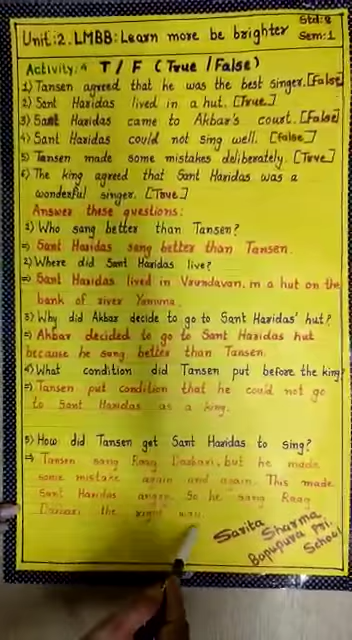 Unit:2. LMBB: Learn more be brighter
Std:8
Sem:1
Activity:4 T/F (True/False)
1) Tansen agreed that he was the best singer.[False]
2) Sant Haridas lived in a hut. [True]
3) Sant Haridas came to Akbar's court. [False]
4) Sant Haridas could not sing well. [false]
5) Tansen made some mistakes deliberately. [True]
6) The king agreed that Sant Haridas was a
wonderful singer. [True]
Answer these questions:
1) Who sang better than Tansen?
⇒ Sant Haridas sang better than Tansen.
2) Where did Sant Haridas live?
⇒ Sant Haridas lived in Vrundavan, in a hut on the
bank of river Yamuna.
3) Why did Akbar decide to go to Sant Haridas' hut?
⇒ Akbar decided to go to Sant Haridas hut
because he sang better than Tansen.
4) What condition did Tansen put before the king?
⇒ Tansen put condition that he could not go
to Sant Haridas as a king.
5) How did Tansen get Sant Haridas to sing?
⇒ Tansen sang Raag Darbari, but he made
some mistake again and again. This made
Sant Haridas angry. So he sang Raag
Darbari the right way.
Sarita Sharma
Bapupura Pri.
School